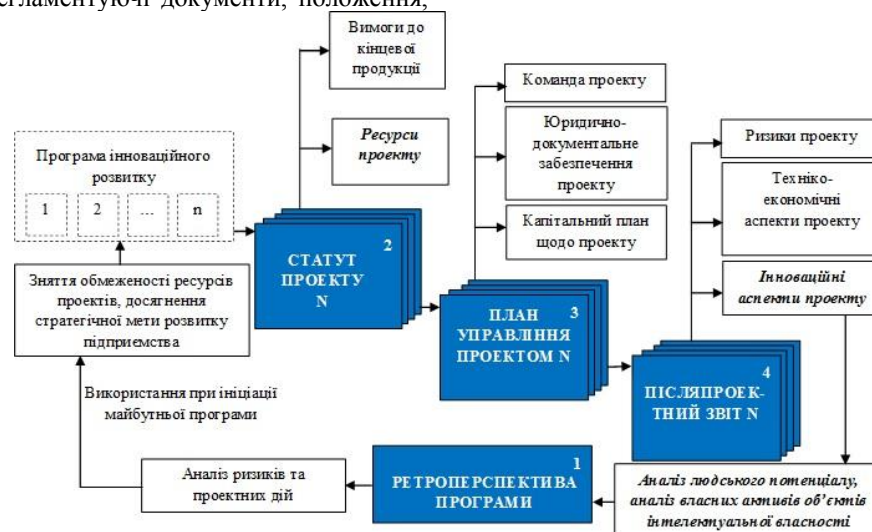 егламентуючі документи, положення,
Вимоги до
кінцевої
продукції
Ресурси
проекту
Команда проекту
Юридично-
документальне
забезпечення
проекту
Капітальний план
щодо проекту
Ризики проекту
Техніко-
економічні
аспекти проекту
Інноваційні
аспекти проекту
Програма інноваційного
розвитку
1 2 ... n
Зняття обмеженості ресурсів
проектів, досягнення
стратегічної мети розвитку
підприємства
2
СТАТУТ
ПРОЕКТУ
N
3
ПЛАН
УПРАВЛІННЯ
ПРОЕКТОМ N
4
ПІСЛЯПРОЕК-
ТНИЙ ЗВІТ N
Використання при ініціації
майбутньої програми
Аналіз ризиків та
проектних дій
1
РЕТРОПЕРСПЕКТИВА
ПРОГРАМИ
Аналіз людського потенціалу,
аналіз власних активів об’єктів
інтелектуальної власності